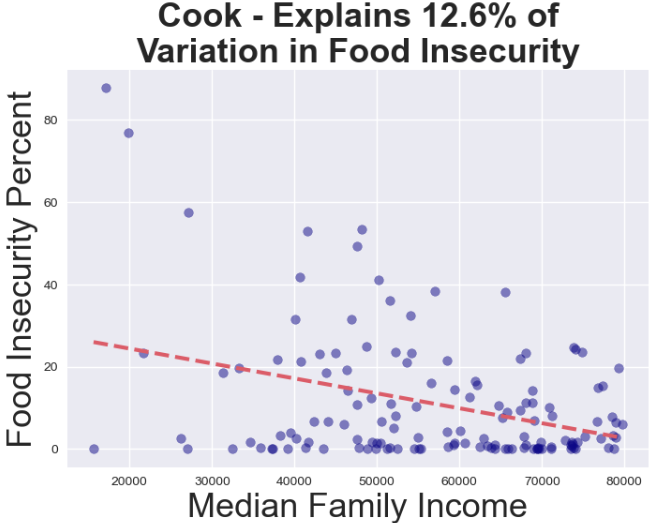 Cook - Explains 12.6% of
Variation in Food Insecurity
Food Insecurity Percent
80
60
40
20
0
20000 30000 40000 50000 60000 70000 80000
Median Family Income